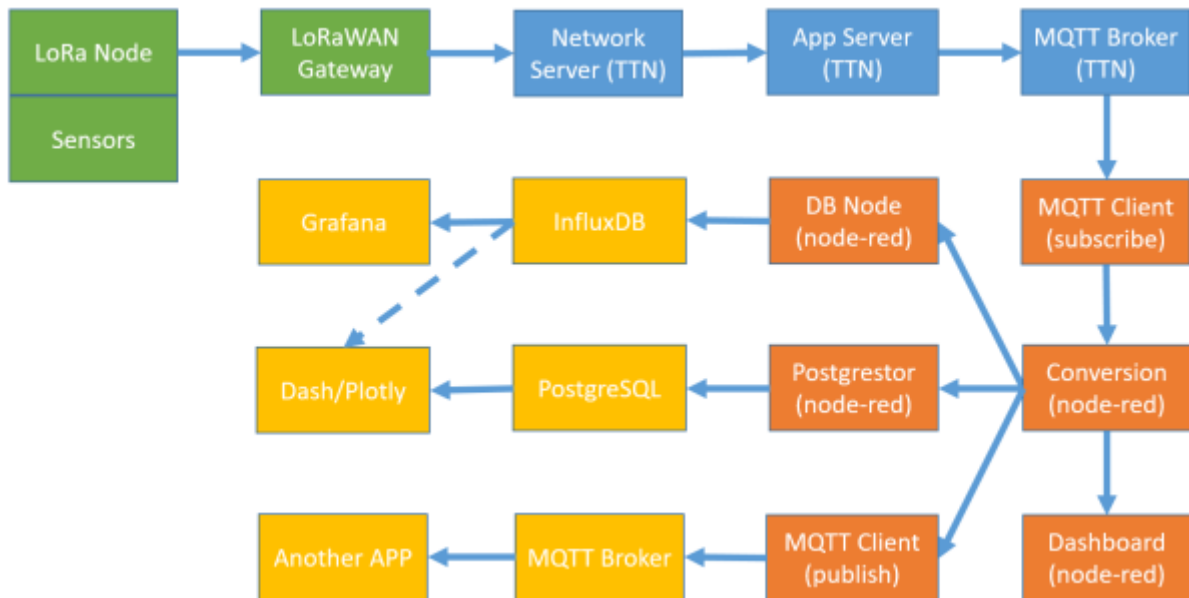 LoRa Node
Sensors
LoRaWAN
Gateway
Network
Server (TTN)
App Server
(TTN)
MQTT Broker
(TTN)
Grafana
InfluxDB
DB Node
(node-red)
MQTT Client
(subscribe)
Dash/Plotly
PostgreSQL
Postgrestor
(node-red)
Conversion
(node-red)
Another APP
MQTT Broker
MQTT Client
(publish)
Dashboard
(node-red)